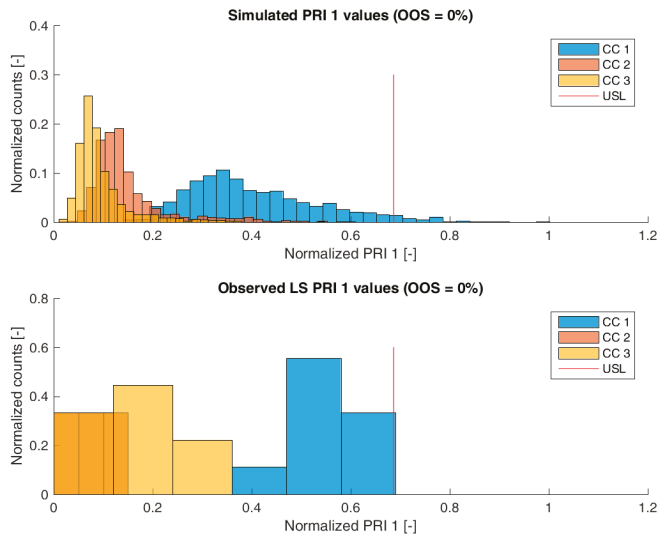 Simulated PRI 1 values (OOS = 0%)
Normalized counts [-]
0.4
0.3
0.2
0.1
0
0 0.2 0.4 0.6 0.8 1 1.2
Normalized PRI 1 [-]
CC 1
CC 2
CC 3
USL
Observed LS PRI 1 values (OOS = 0%)
Normalized counts [-]
0.8
0.6
0.4
0.2
0
0 0.2 0.4 0.6 0.8 1 1.2
Normalized PRI 1 [-]
CC 1
CC 2
CC 3
USL